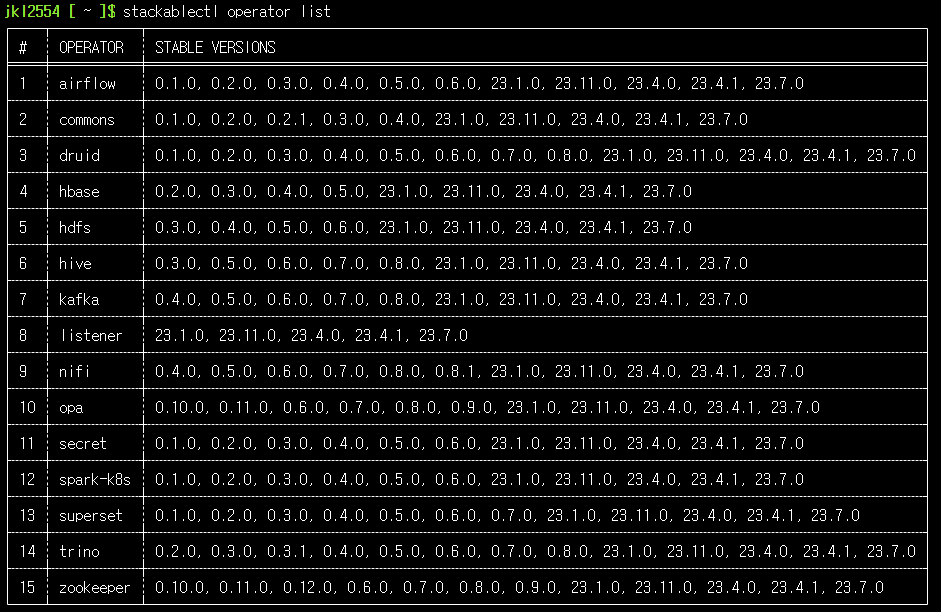 jkl2554 [ ~ ]$ stackablectl operator list
# OPERATOR STABLE VERSIONS
1 airflow 0.1.0, 0.2.0, 0.3.0, 0.4.0, 0.5.0, 0.6.0, 23.1.0, 23.11.0, 23.4.0, 23.4.1, 23.7.0
2 commons 0.1.0, 0.2.0, 0.2.1, 0.3.0, 0.4.0, 23.1.0, 23.11.0, 23.4.0, 23.4.1, 23.7.0
3 druid 0.1.0, 0.2.0, 0.3.0, 0.4.0, 0.5.0, 0.6.0, 0.7.0, 0.8.0, 23.1.0, 23.11.0, 23.4.0, 23.4.1, 23.7.0
4 hbase 0.2.0, 0.3.0, 0.4.0, 0.5.0, 23.1.0, 23.11.0, 23.4.0, 23.4.1, 23.7.0
5 hdfs 0.3.0, 0.4.0, 0.5.0, 0.6.0, 23.1.0, 23.11.0, 23.4.0, 23.4.1, 23.7.0
6 hive 0.3.0, 0.5.0, 0.6.0, 0.7.0, 0.8.0, 23.1.0, 23.11.0, 23.4.0, 23.4.1, 23.7.0
7 kafka 0.4.0, 0.5.0, 0.6.0, 0.7.0, 0.8.0, 23.1.0, 23.11.0, 23.4.0, 23.4.1, 23.7.0
8 listener 23.1.0, 23.11.0, 23.4.0, 23.4.1, 23.7.0
9 nifi 0.4.0, 0.5.0, 0.6.0, 0.7.0, 0.8.0, 0.8.1, 23.1.0, 23.11.0, 23.4.0, 23.4.1, 23.7.0
10 opa 0.10.0, 0.11.0, 0.6.0, 0.7.0, 0.8.0, 0.9.0, 23.1.0, 23.11.0, 23.4.0, 23.4.1, 23.7.0
11 secret 0.1.0, 0.2.0, 0.3.0, 0.4.0, 0.5.0, 0.6.0, 23.1.0, 23.11.0, 23.4.0, 23.4.1, 23.7.0
12 spark-k8s 0.1.0, 0.2.0, 0.3.0, 0.4.0, 0.5.0, 0.6.0, 23.1.0, 23.11.0, 23.4.0, 23.4.1, 23.7.0
13 superset 0.1.0, 0.2.0, 0.3.0, 0.4.0, 0.5.0, 0.6.0, 0.7.0, 23.1.0, 23.11.0, 23.4.0, 23.4.1, 23.7.0
14 trino 0.2.0, 0.3.0, 0.3.1, 0.4.0, 0.5.0, 0.6.0, 0.7.0, 0.8.0, 23.1.0, 23.11.0, 23.4.0, 23.4.1, 23.7.0
15 zookeeper 0.10.0, 0.11.0, 0.12.0, 0.6.0, 0.7.0, 0.8.0, 0.9.0, 23.1.0, 23.11.0, 23.4.0, 23.4.1, 23.7.0